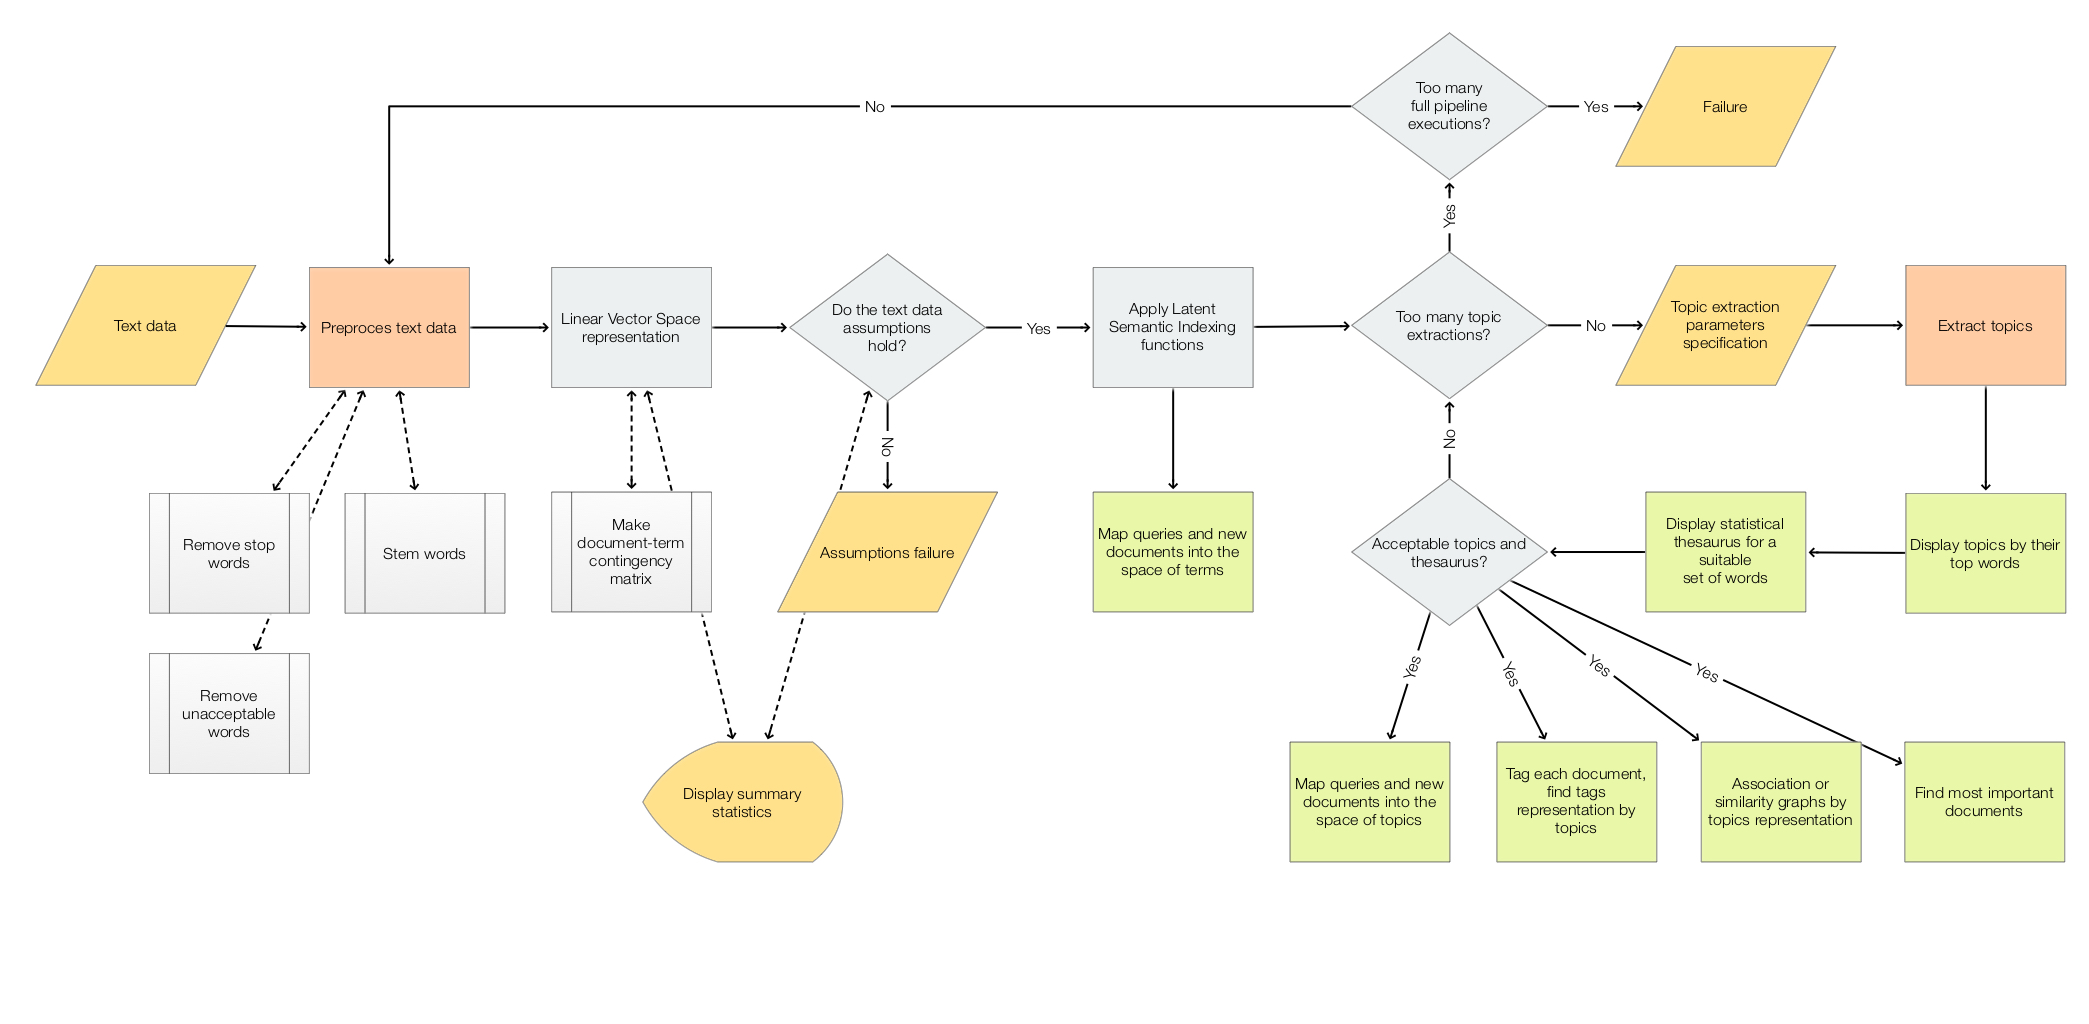 Too many
full pipeline
executions?
No
Yes
Failure
Yes
Text data
Preproces text data
Linear Vector Space
representation
Do the text data
assumptions
hold?
Yes
Apply Latent
Semantic Indexing
functions
Too many topic
extractions?
No
Topic extraction
parameters
specification
Extract topics
No
No
Remove stop
words
Stem words
Make
document-term
contingency
matrix
Assumptions failure
Map queries and new
documents into the
space of terms
Acceptable topics and
thesaurus?
Display statistical
thesaurus for a
suitable
set of words
Display topics by their
top words
Yes
Yes
Yes
Yes
Remove
unacceptable
words
Display summary
statistics
Map queries and new
documents into the
space of topics
Tag each document,
find tags
representation by
topics
Association or
similarity graphs by
topics representation
Find most important
documents